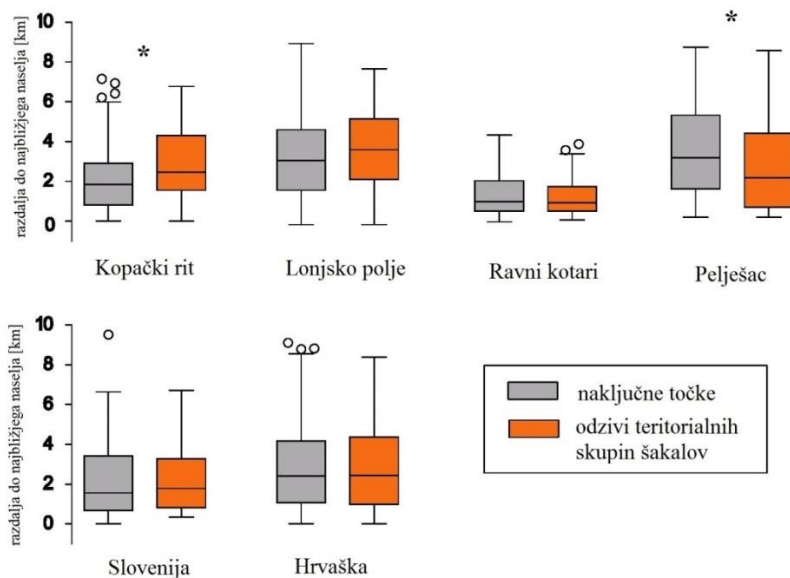 razdalja do najbližjega naselja [km]
10
8
6
4
2
0
*
*
Kopački rit
Lonjsko polje
Ravni kotari
Pelješac
razdalja do najbližjega naselja [km]
10
8
6
4
2
0
naključne točke
odzivi teritorialnih
skupin šakalov
Slovenija
Hrvaška